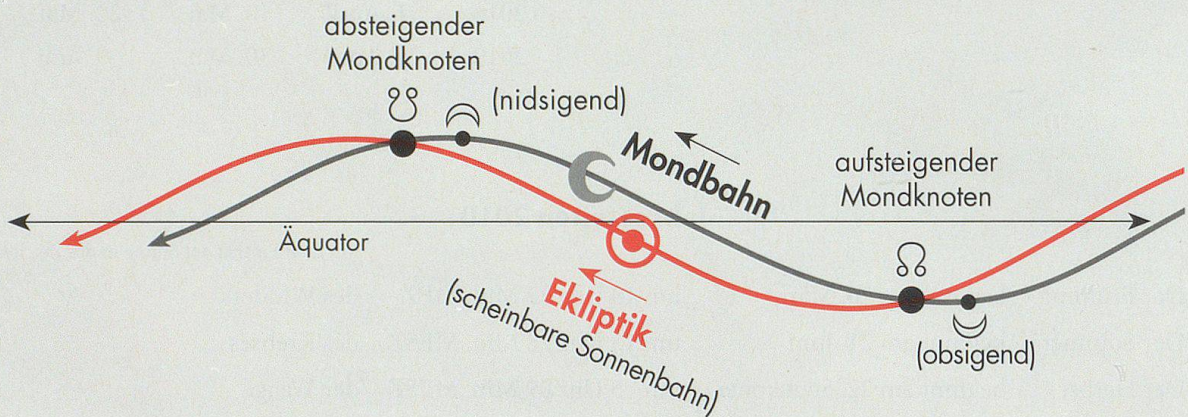 absteigender
Mondknoten
☋
(nidsigend)
Mondbahn
aufsteigender
Mondknoten
Äquator
☊
Ekliptik
(scheinbare Sonnenbahn)
(obsigend)